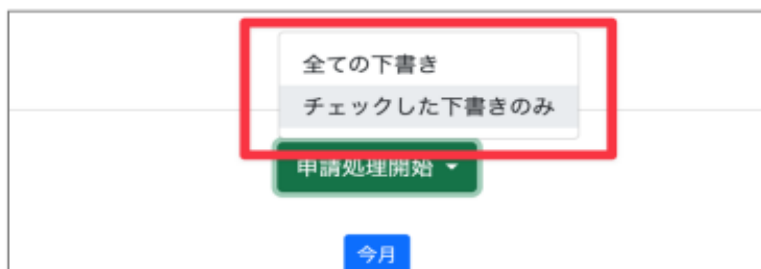 全ての下書き
チェックした下書きのみ
申請処理開始
今月